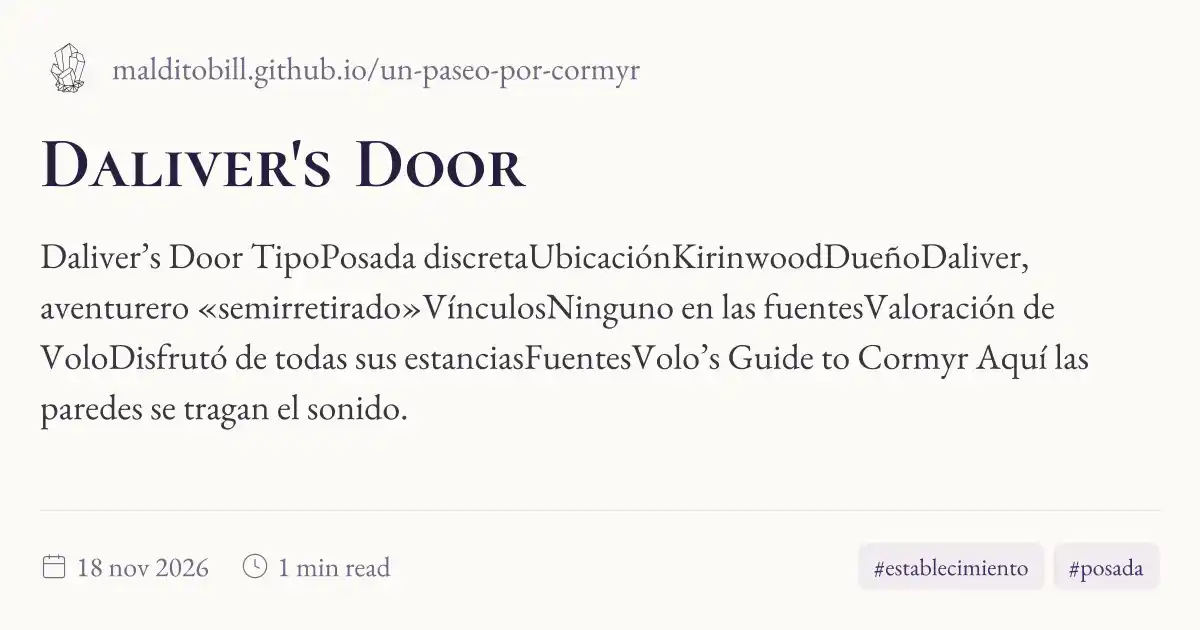 malditobill.github.io/un-paseo-por-cormyr
Daliver's Door
Daliver’s Door TipoPosada discretaUbicaciónKirinwoodDueñoDaliver,
aventurero «semirretirado»VínculosNinguno en las fuentesValoración de
VoloDisfrutó de todas sus estanciasFuentesVolo’s Guide to Cormyr Aquí las
paredes se tragan el sonido.
18 nov 2026
1 min read
#establecimiento
#posada